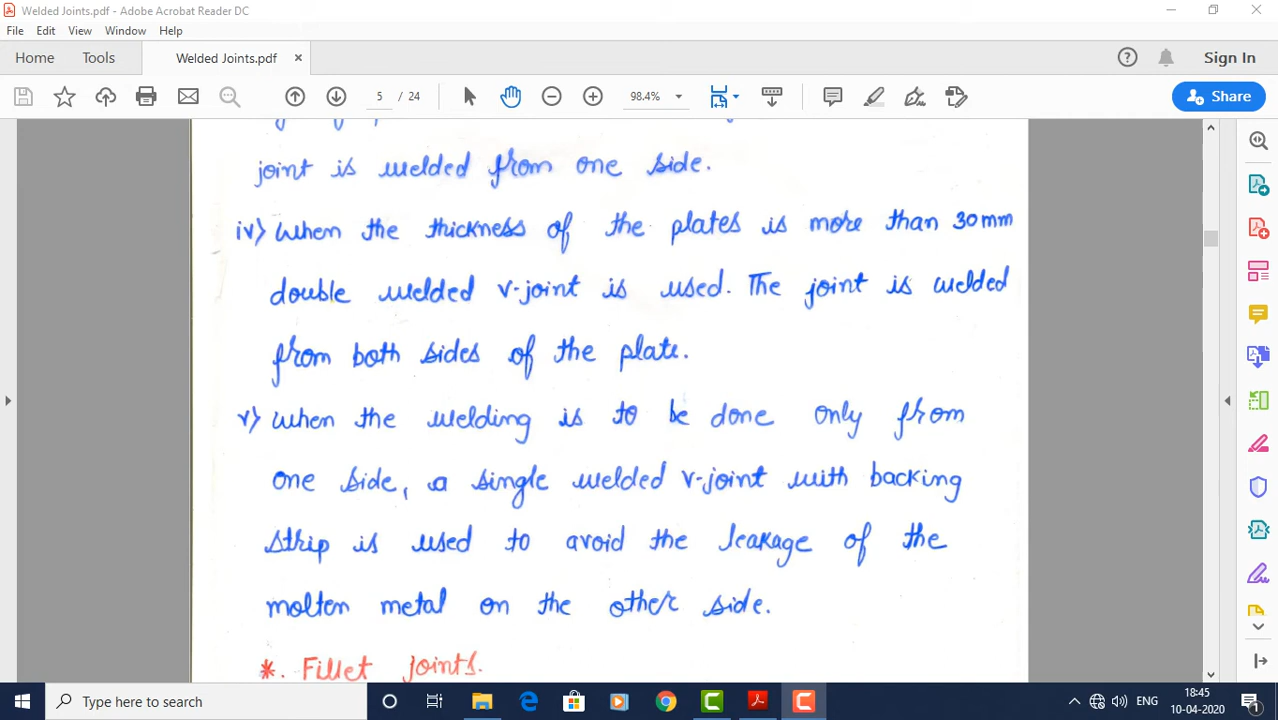 Welded Joints.pdf - Adobe Acrobat Reader DC
File Edit View Window Help
Home Tools Welded Joints.pdf × ? Sign In
5 / 24 98.4% Share
joint is welded from one side.
iv) When the thickness of the plates is more than 30mm
double welded v-joint is used. The joint is welded
from both sides of the plate.
v) When the welding is to be done only from
one side, a single welded v-joint with backing
strip is used to avoid the leakage of the
molten metal on the other side.
*. Fillet joints.
Type here to search ENG 18:45
10-04-2020 1